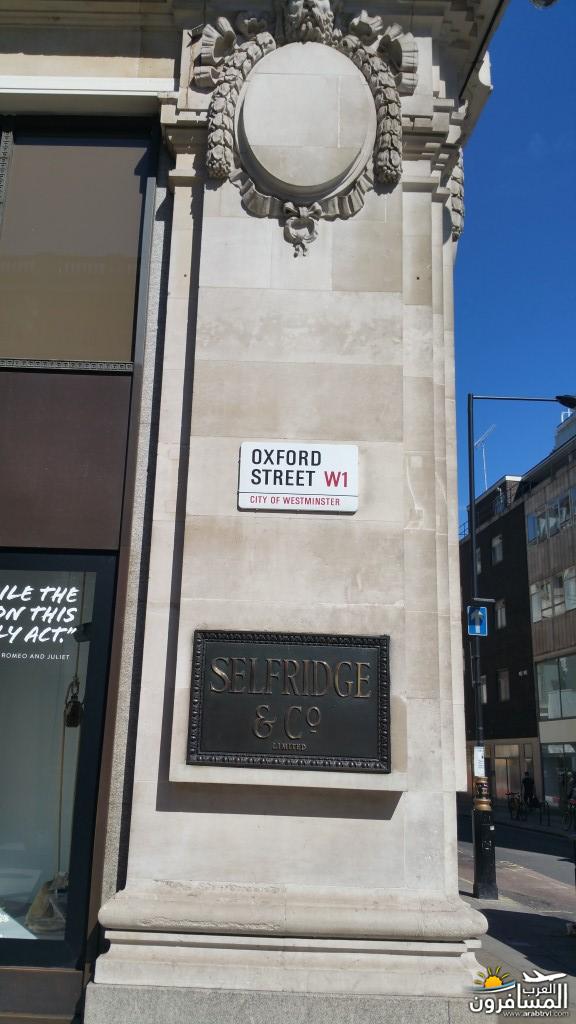 OXFORD
STREET W1
CITY OF WESTMINSTER
ILE THE
ON THIS
LY ACT."
ROMEO AND JULIET
SELFRIDGE
& Co
LIMITED
العرب
المسافرون
www.arabtrvl.com